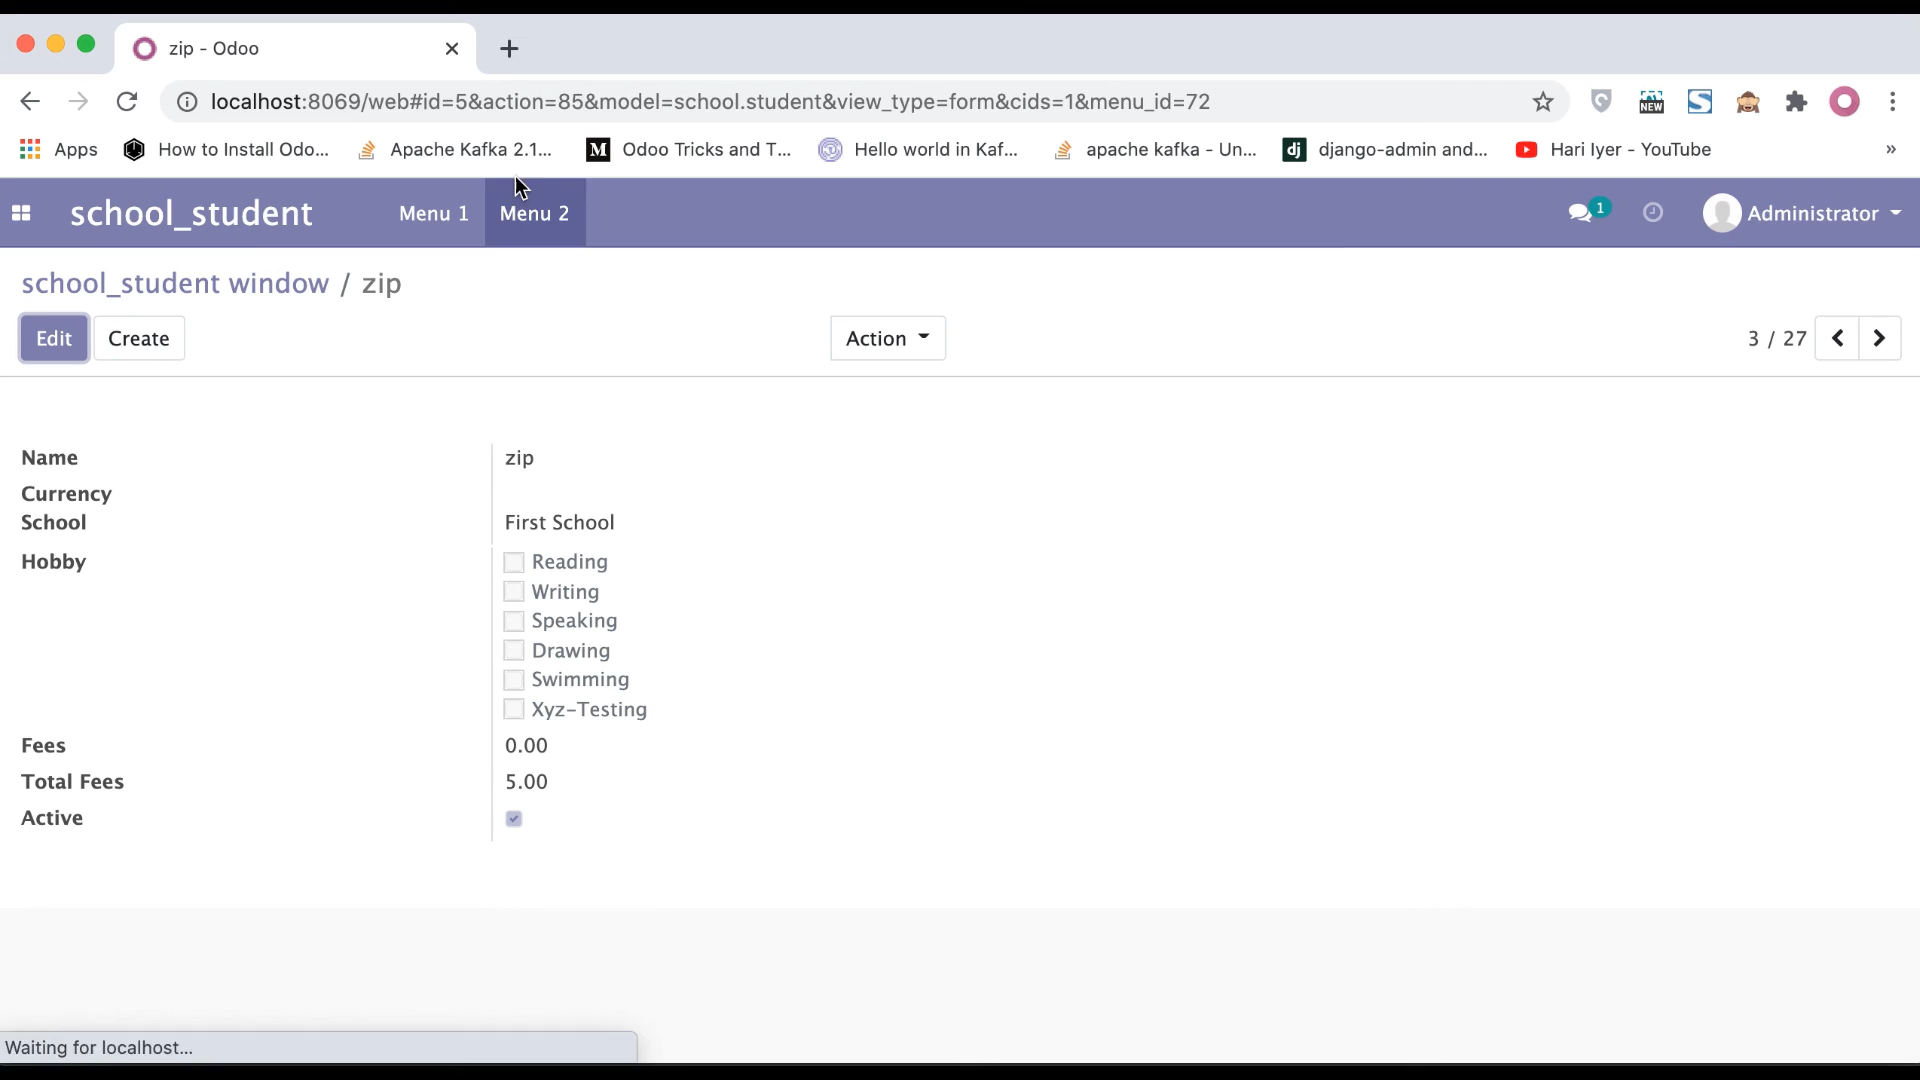 zip - Odoo
localhost:8069/web#id=5&action=85&model=school.student&view_type=form&cids=1&menu_id=72
NEW
Apps How to Install Odo... Apache Kafka 2.1... M Odoo Tricks and T... Hello world in Kaf... apache kafka - Un... dj django-admin and... Hari Iyer - YouTube »
school_student Menu 1 Menu 2 1 Administrator
school_student window / zip
Edit Create Action 3 / 27
Name zip
Currency
School First School
Hobby Reading
Writing
Speaking
Drawing
Swimming
Xyz-Testing
Fees 0.00
Total Fees 5.00
Active
Waiting for localhost...